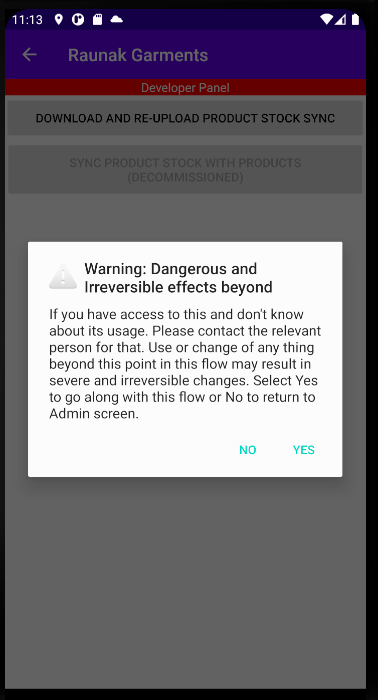 11:13
Raunak Garments
Developer Panel
DOWNLOAD AND RE-UPLOAD PRODUCT STOCK SYNC
SYNC PRODUCT STOCK WITH PRODUCTS
(DECOMMISSIONED)
Warning: Dangerous and
Irreversible effects beyond
If you have access to this and don't know
about its usage. Please contact the relevant
person for that. Use or change of any thing
beyond this point in this flow may result in
severe and irreversible changes. Select Yes
to go along with this flow or No to return to
Admin screen.
NO YES